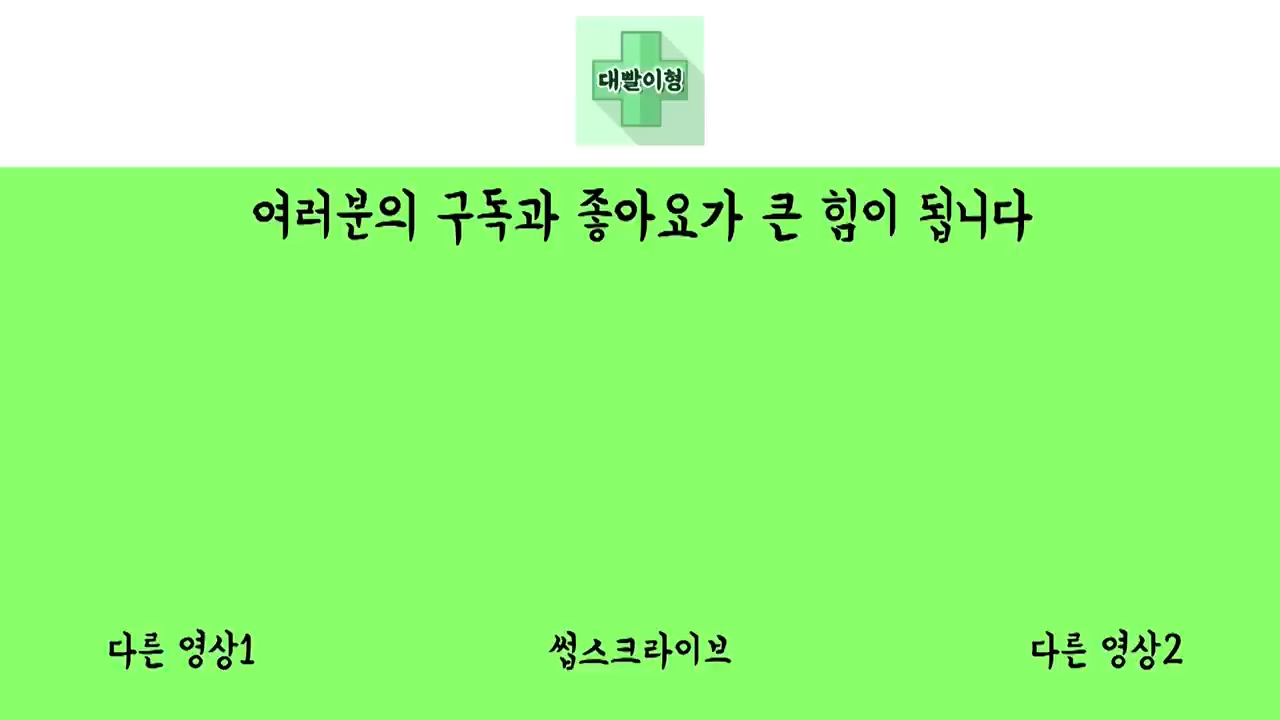 대빨이형
여러분의 구독과 좋아요가 큰 힘이 됩니다
다른 영상1
썹스크라이브
다른 영상2